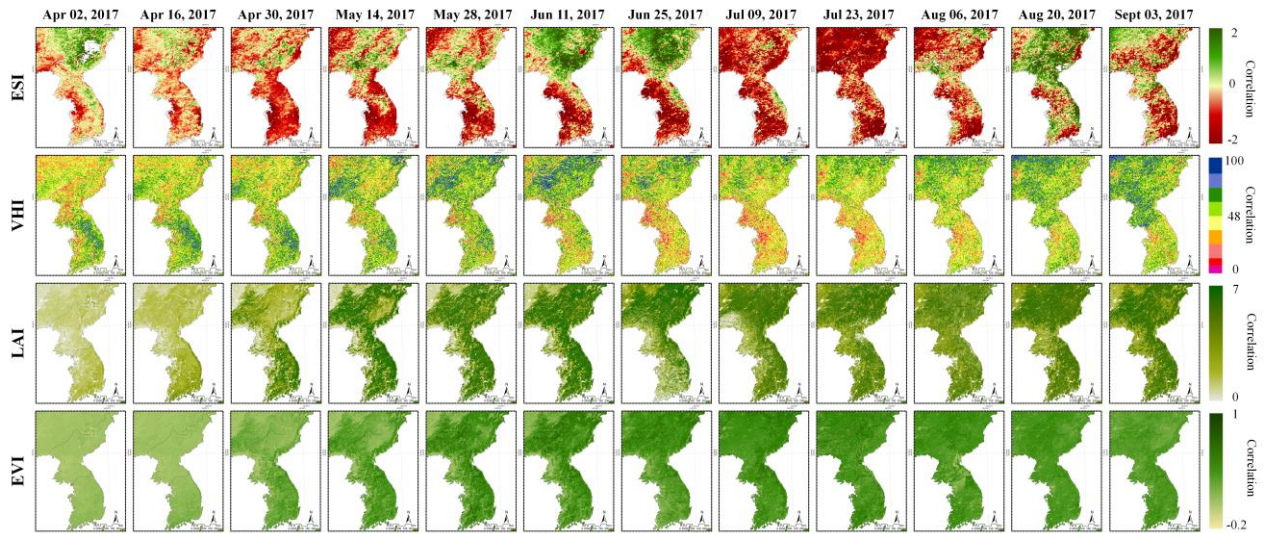 Apr 02, 2017 Apr 16, 2017 Apr 30, 2017 May 14, 2017 May 28, 2017 Jun 11, 2017 Jun 25, 2017 Jul 09, 2017 Jul 23, 2017 Aug 06, 2017 Aug 20, 2017 Sept 03, 2017
ESI
2
0
-2
Correlation
VHI
100
48
0
Correlation
LAI
7
0
Correlation
EVI
1
-0.2
Correlation